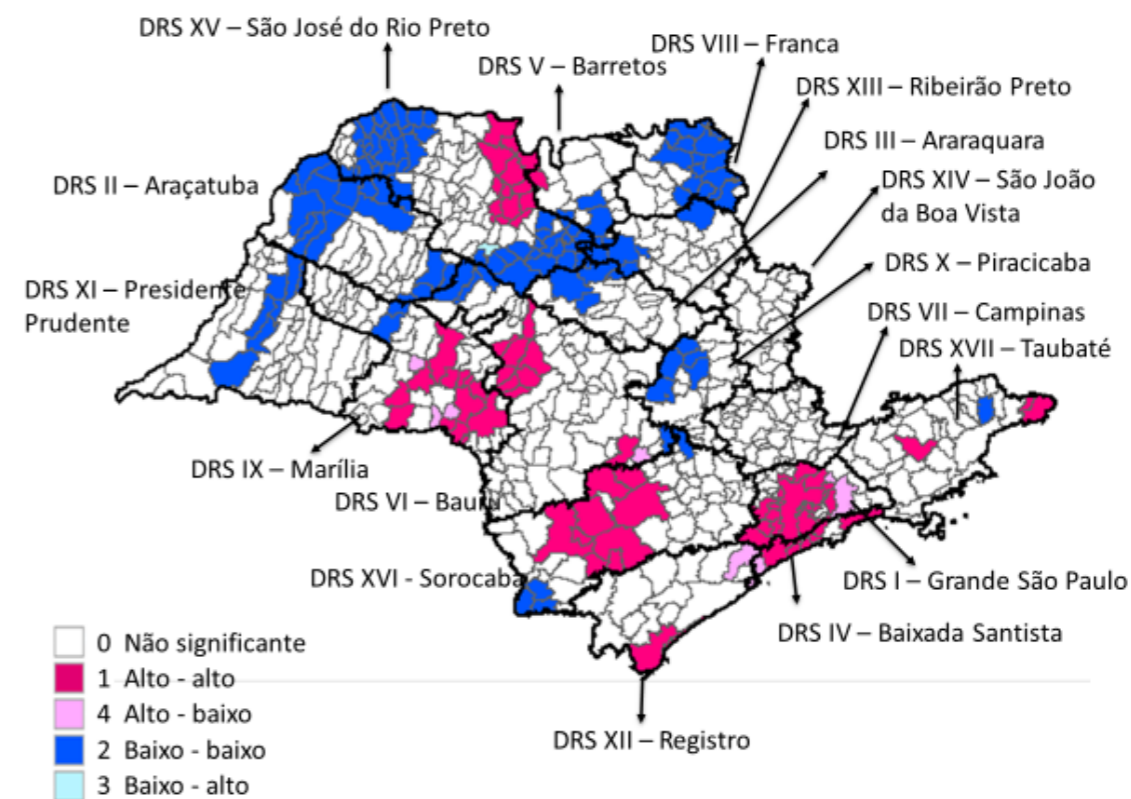 DRS XV – São José do Rio Preto
DRS VIII – Franca
DRS V – Barretos
DRS XIII – Ribeirão Preto
DRS III – Araraquara
DRS XIV – São João
da Boa Vista
DRS II – Araçatuba
DRS X – Piracicaba
DRS XI – Presidente
Prudente
DRS VII – Campinas
DRS XVII – Taubaté
DRS IX – Marília
DRS VI – Bauru
DRS XVI - Sorocaba
DRS I – Grande São Paulo
DRS IV – Baixada Santista
DRS XII – Registro
0 Não significante
1 Alto - alto
4 Alto - baixo
2 Baixo - baixo
3 Baixo - alto